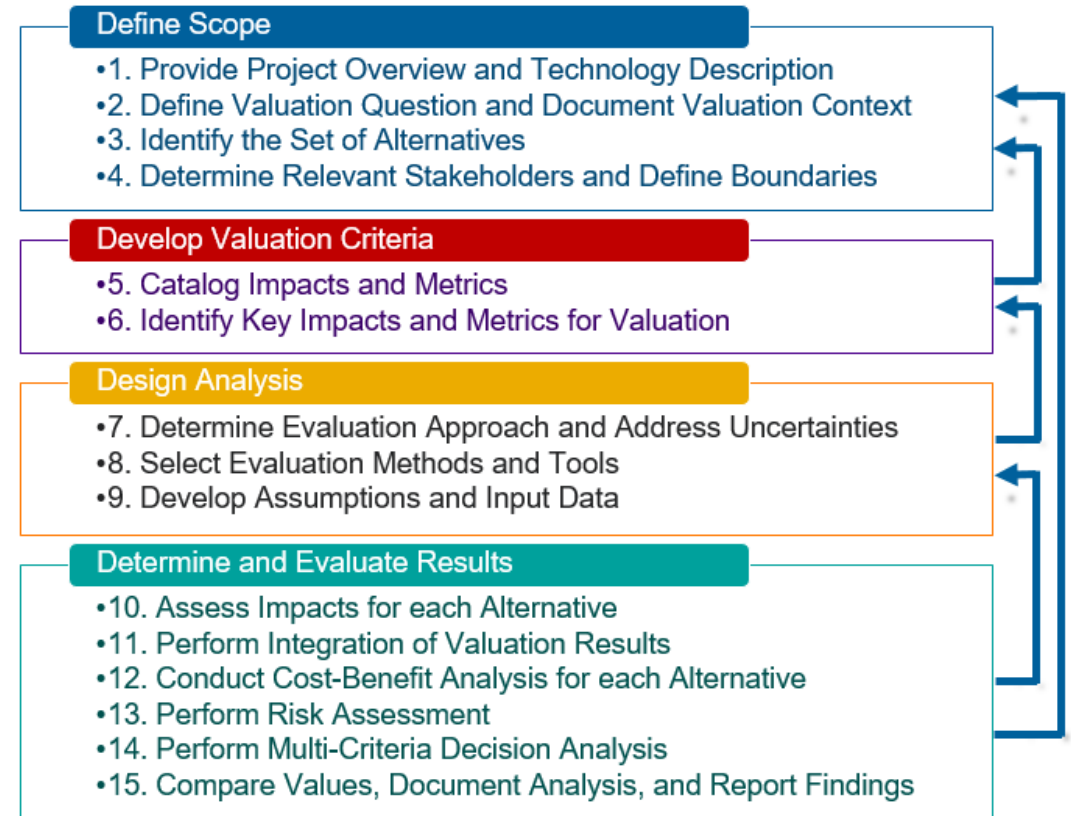 Define Scope
•1. Provide Project Overview and Technology Description
•2. Define Valuation Question and Document Valuation Context
•3. Identify the Set of Alternatives
•4. Determine Relevant Stakeholders and Define Boundaries
Develop Valuation Criteria
•5. Catalog Impacts and Metrics
•6. Identify Key Impacts and Metrics for Valuation
Design Analysis
•7. Determine Evaluation Approach and Address Uncertainties
•8. Select Evaluation Methods and Tools
•9. Develop Assumptions and Input Data
Determine and Evaluate Results
•10. Assess Impacts for each Alternative
•11. Perform Integration of Valuation Results
•12. Conduct Cost-Benefit Analysis for each Alternative
•13. Perform Risk Assessment
•14. Perform Multi-Criteria Decision Analysis
•15. Compare Values, Document Analysis, and Report Findings